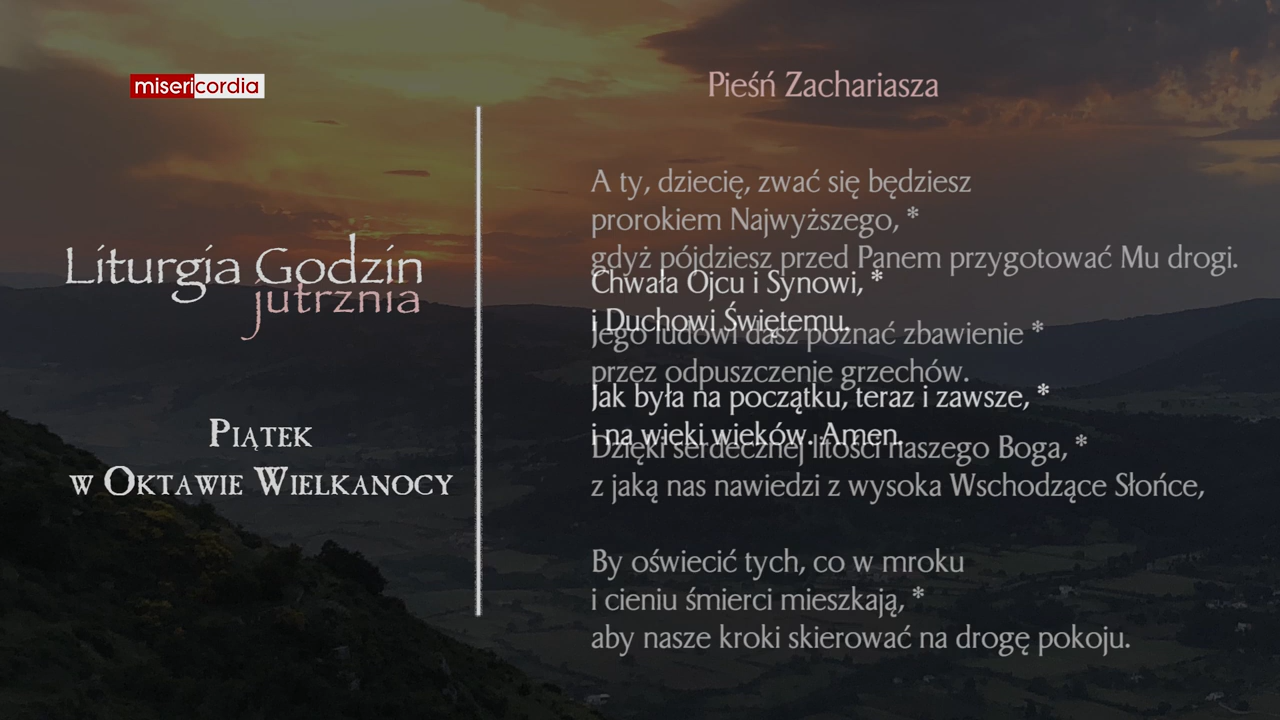 misericordia
Liturgia Godzin
jutrznia
Piątek
w Oktawie Wielkanocy
Pieśń Zachariasza
A ty, dziecię, zwać się będziesz
prorokiem Najwyższego, *
gdyż pójdziesz przed Panem przygotować Mu drogi.
Chwała Ojcu i Synowi, *
i Duchowi Świętemu.
Jego ludowi dasz poznać zbawienie *
przez odpuszczenie grzechów.
Jak była na początku, teraz i zawsze, *
i na wieki wieków. Amen.
Dzięki serdecznej litości naszego Boga, *
z jaką nas nawiedzi z wysoka Wschodzące Słońce,
By oświecić tych, co w mroku
i cieniu śmierci mieszkają, *
aby nasze kroki skierować na drogę pokoju.